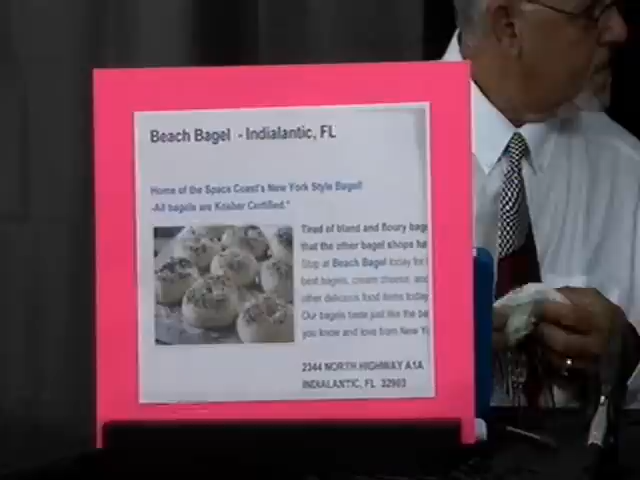 Beach Bagel - Indialantic, FL
Home of the Space Coast's New York Style Bagel!
-All bagels are Kosher Certified.*
Tired of bland and floury bag
that the other bagel shops ha
Stop at Beach Bagel today for
best bagels, cream cheese, and
other delicious food items today
Our bagels taste just like the ba
you know and love from New Y
2344 NORTH HIGHWAY A1A
INDIALANTIC, FL 32903